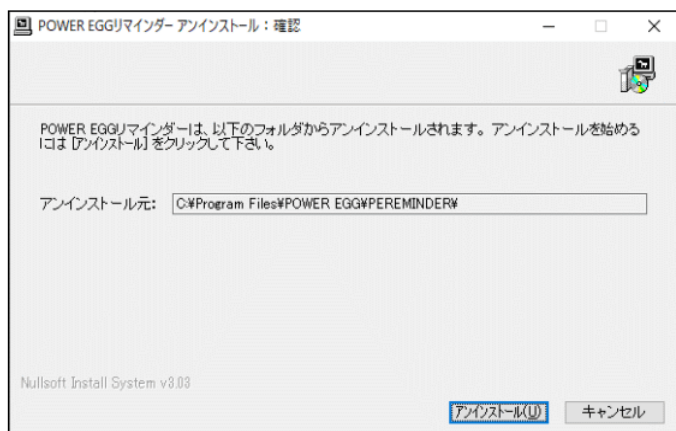 POWER EGGリマインダー アンインストール：確認
POWER EGGリマインダーは、以下のフォルダからアンインストールされます。アンインストールを始める
には [アンインストール] をクリックして下さい。
アンインストール元: C:¥Program Files¥POWER EGG¥PEREMINDER¥
Nullsoft Install System v3.03
アンインストール(U) キャンセル